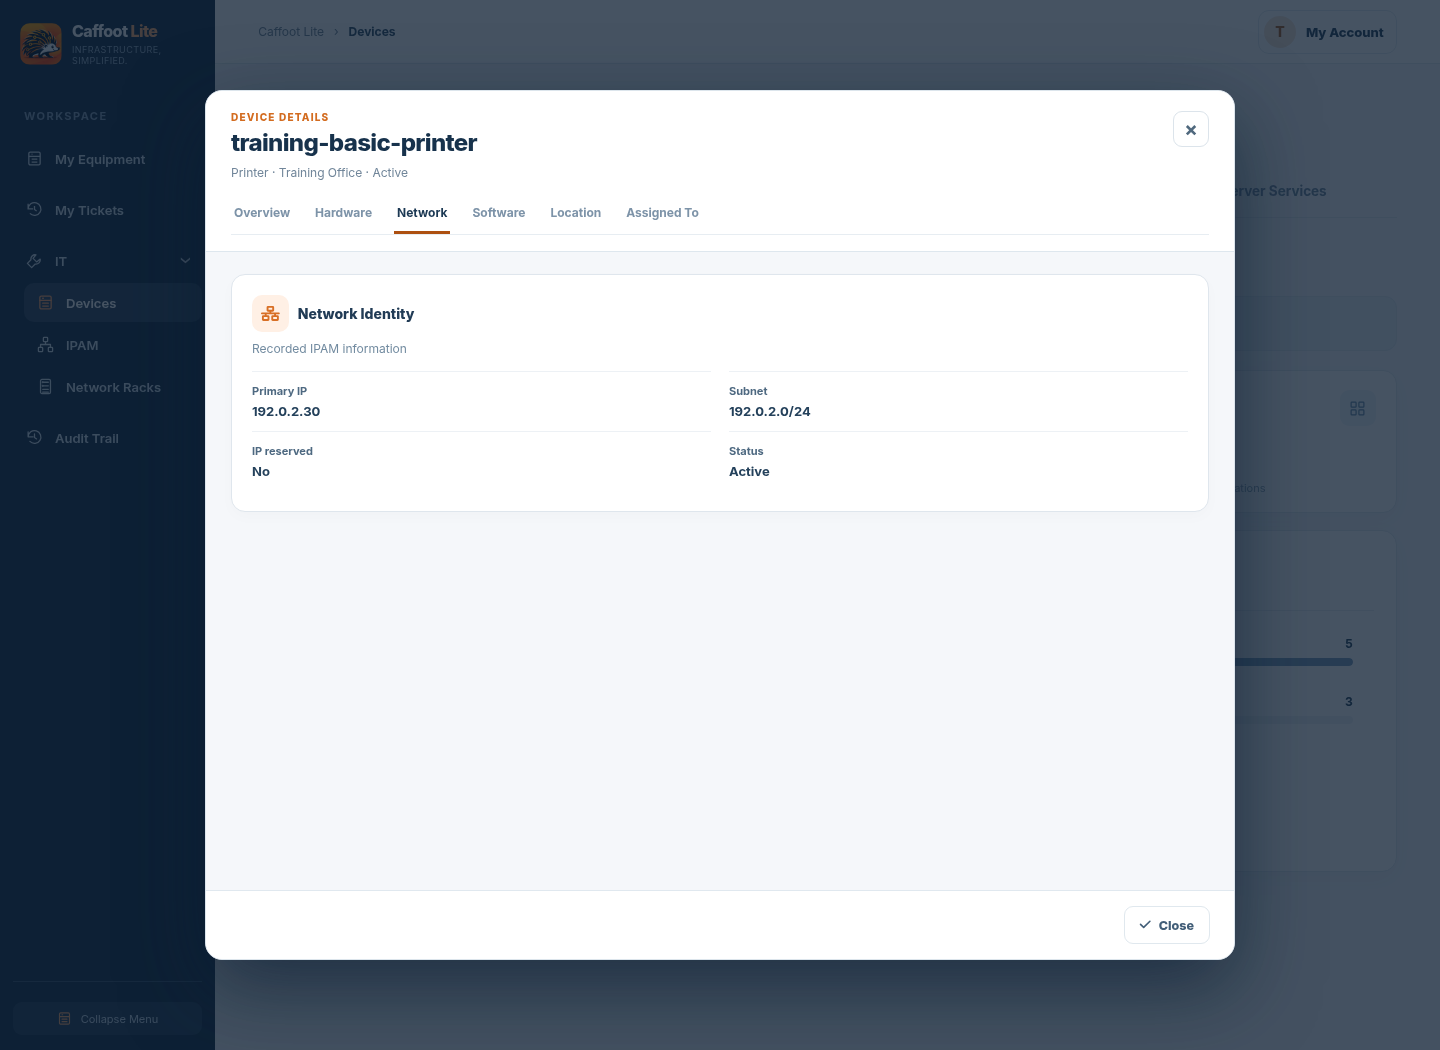 Caffoot Lite
INFRASTRUCTURE,
SIMPLIFIED.
Caffoot Lite › Devices
T My Account
WORKSPACE
My Equipment
My Tickets
IT
Devices
IPAM
Network Racks
Audit Trail
Collapse Menu
DEVICE DETAILS
training-basic-printer
Printer · Training Office · Active
Overview Hardware Network Software Location Assigned To
Network Identity
Recorded IPAM information
Primary IP Subnet
192.0.2.30 192.0.2.0/24
IP reserved Status
No Active
Close
Services
5
3